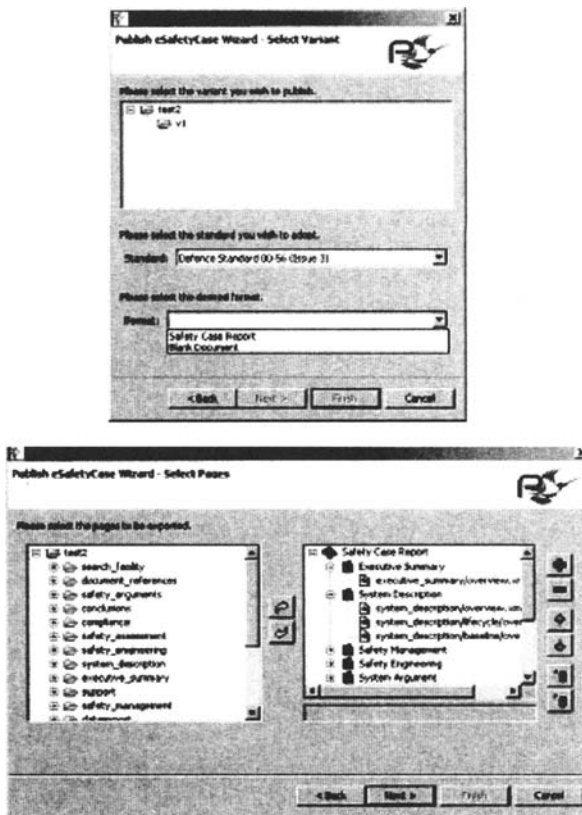 Publish eSafetyCase Wizard - Select Variant
Please select the variant you wish to publish.
test2
v1
Please select the standard you wish to adopt.
Standard: Defence Standard 00-56 (Issue 3)
Please select the desired format.
Format:
Safety Case Report
Blank Document
< Back Next > Finish Cancel
Publish eSafetyCase Wizard - Select Pages
Please select the pages to be exported.
test2
search_facility
document_references
safety_arguments
conclusions
compliance
safety_assessment
safety_engineering
system_description
executive_summary
support
safety_management
Safety Case Report
Executive Summary
executive_summary/overview.xm
System Description
system_description/overview.xm
system_description/lifecycle/over
system_description/baseline/over
Safety Management
Safety Engineering
System Argument
< Back Next > Finish Cancel